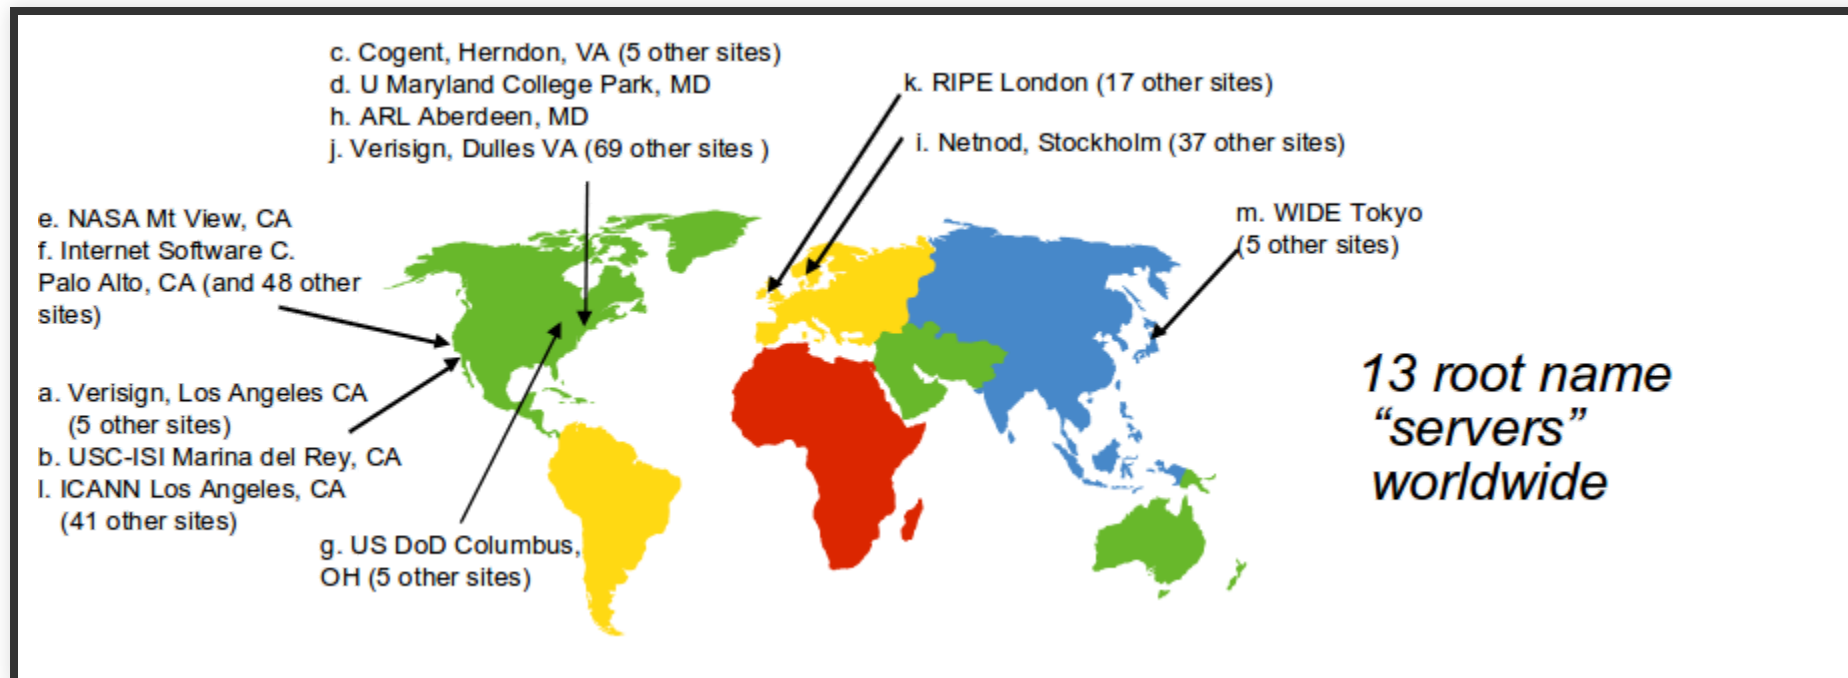 c. Cogent, Herndon, VA (5 other sites)
d. U Maryland College Park, MD
h. ARL Aberdeen, MD
j. Verisign, Dulles VA (69 other sites )
k. RIPE London (17 other sites)
i. Netnod, Stockholm (37 other sites)
m. WIDE Tokyo
(5 other sites)
e. NASA Mt View, CA
f. Internet Software C.
Palo Alto, CA (and 48 other
sites)
a. Verisign, Los Angeles CA
(5 other sites)
b. USC-ISI Marina del Rey, CA
l. ICANN Los Angeles, CA
(41 other sites)
g. US DoD Columbus,
OH (5 other sites)
13 root name
“servers”
worldwide